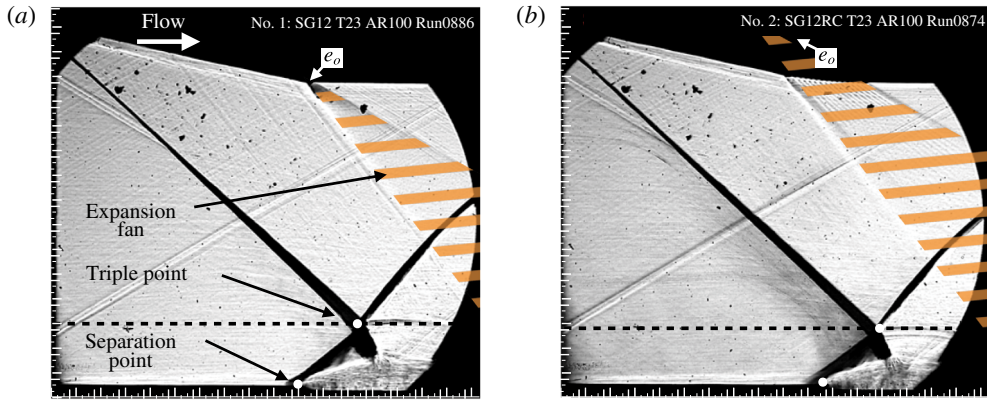 (a)
Flow
No. 1: SG12 T23 AR100 Run0886
eo
Expansion
fan
Triple point
Separation
point
(b)
No. 2: SG12RC T23 AR100 Run0874
eo